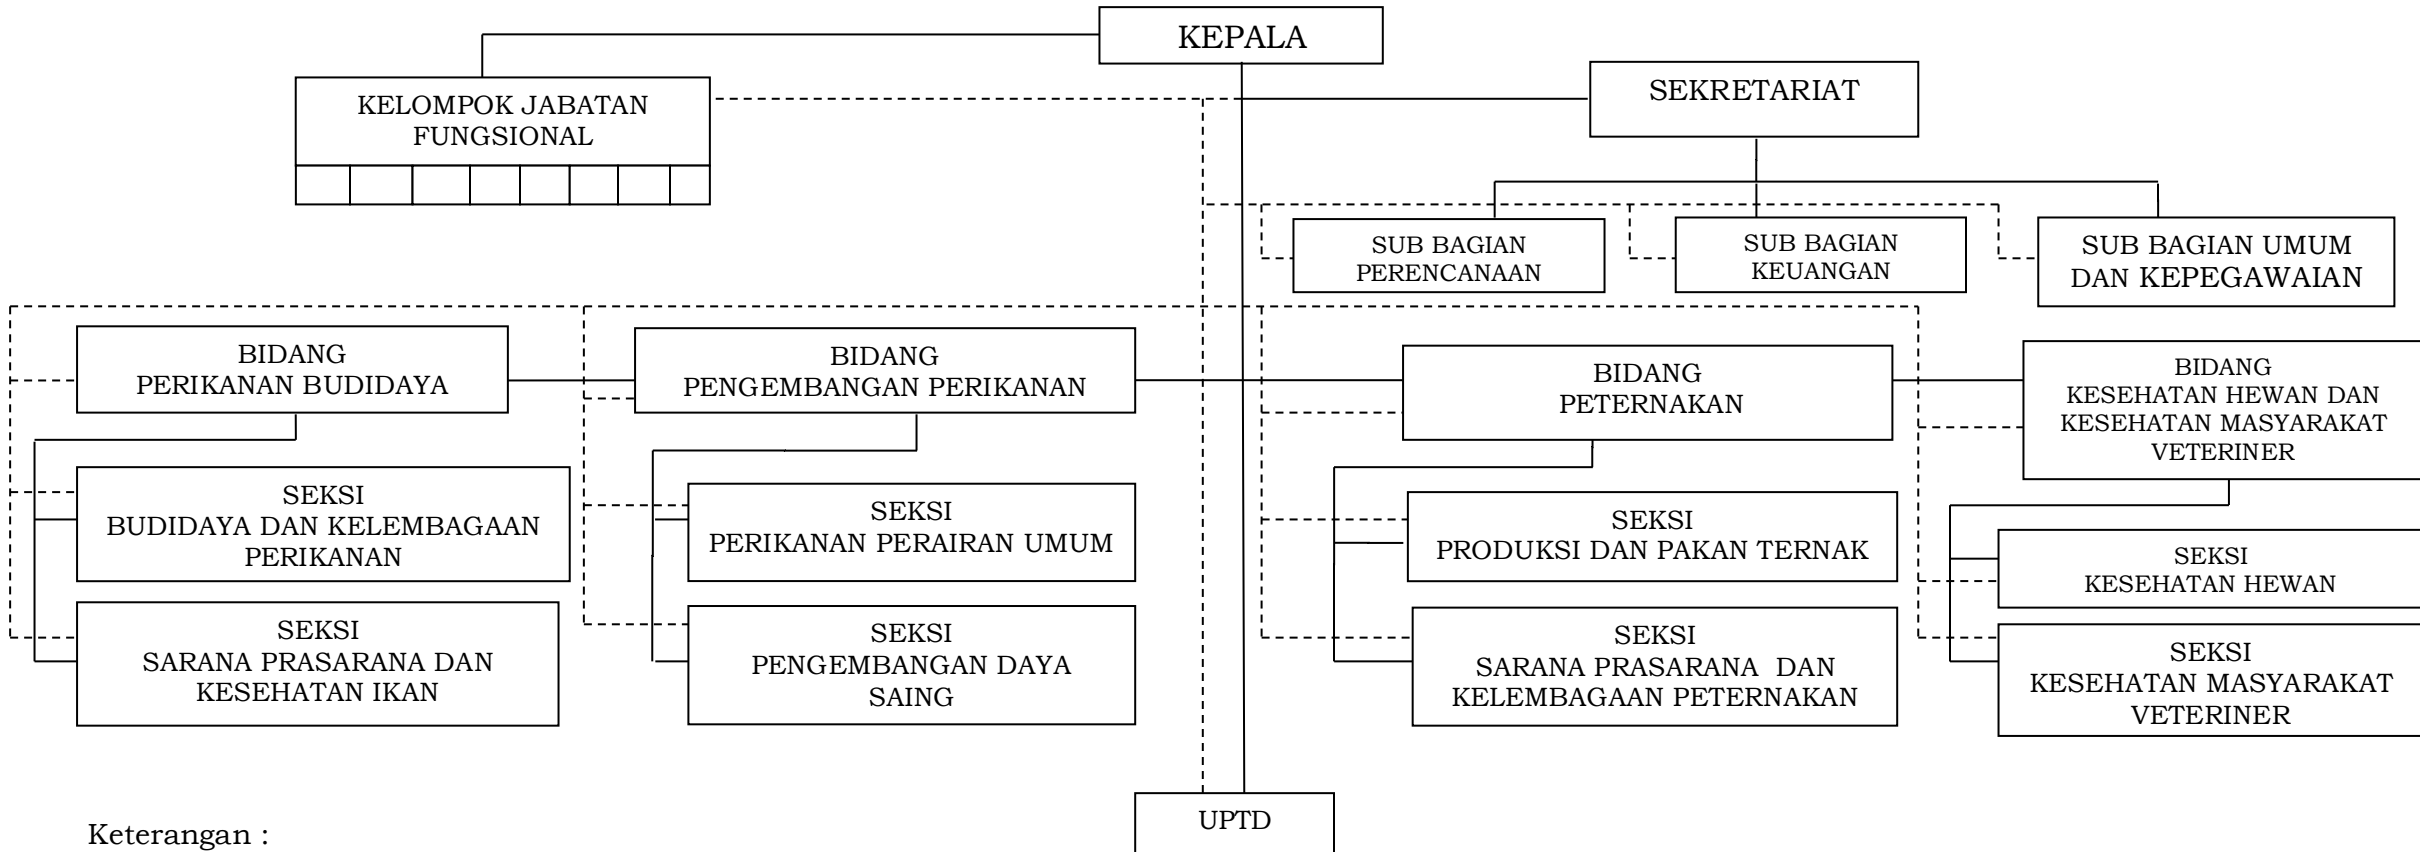 KEPALA
KELOMPOK JABATAN
FUNGSIONAL
SEKRETARIAT
SUB BAGIAN
PERENCANAAN
SUB BAGIAN
KEUANGAN
SUB BAGIAN UMUM
DAN KEPEGAWAIAN
BIDANG
PERIKANAN BUDIDAYA
BIDANG
PENGEMBANGAN PERIKANAN
BIDANG
PETERNAKAN
BIDANG
KESEHATAN HEWAN DAN
KESEHATAN MASYARAKAT
VETERINER
SEKSI
BUDIDAYA DAN KELEMBAGAAN
PERIKANAN
SEKSI
PERIKANAN PERAIRAN UMUM
SEKSI
PRODUKSI DAN PAKAN TERNAK
SEKSI
KESEHATAN HEWAN
SEKSI
SARANA PRASARANA DAN
KESEHATAN IKAN
SEKSI
PENGEMBANGAN DAYA
SAING
SEKSI
SARANA PRASARANA  DAN
KELEMBAGAAN PETERNAKAN
SEKSI
KESEHATAN MASYARAKAT
VETERINER
UPTD
Keterangan :